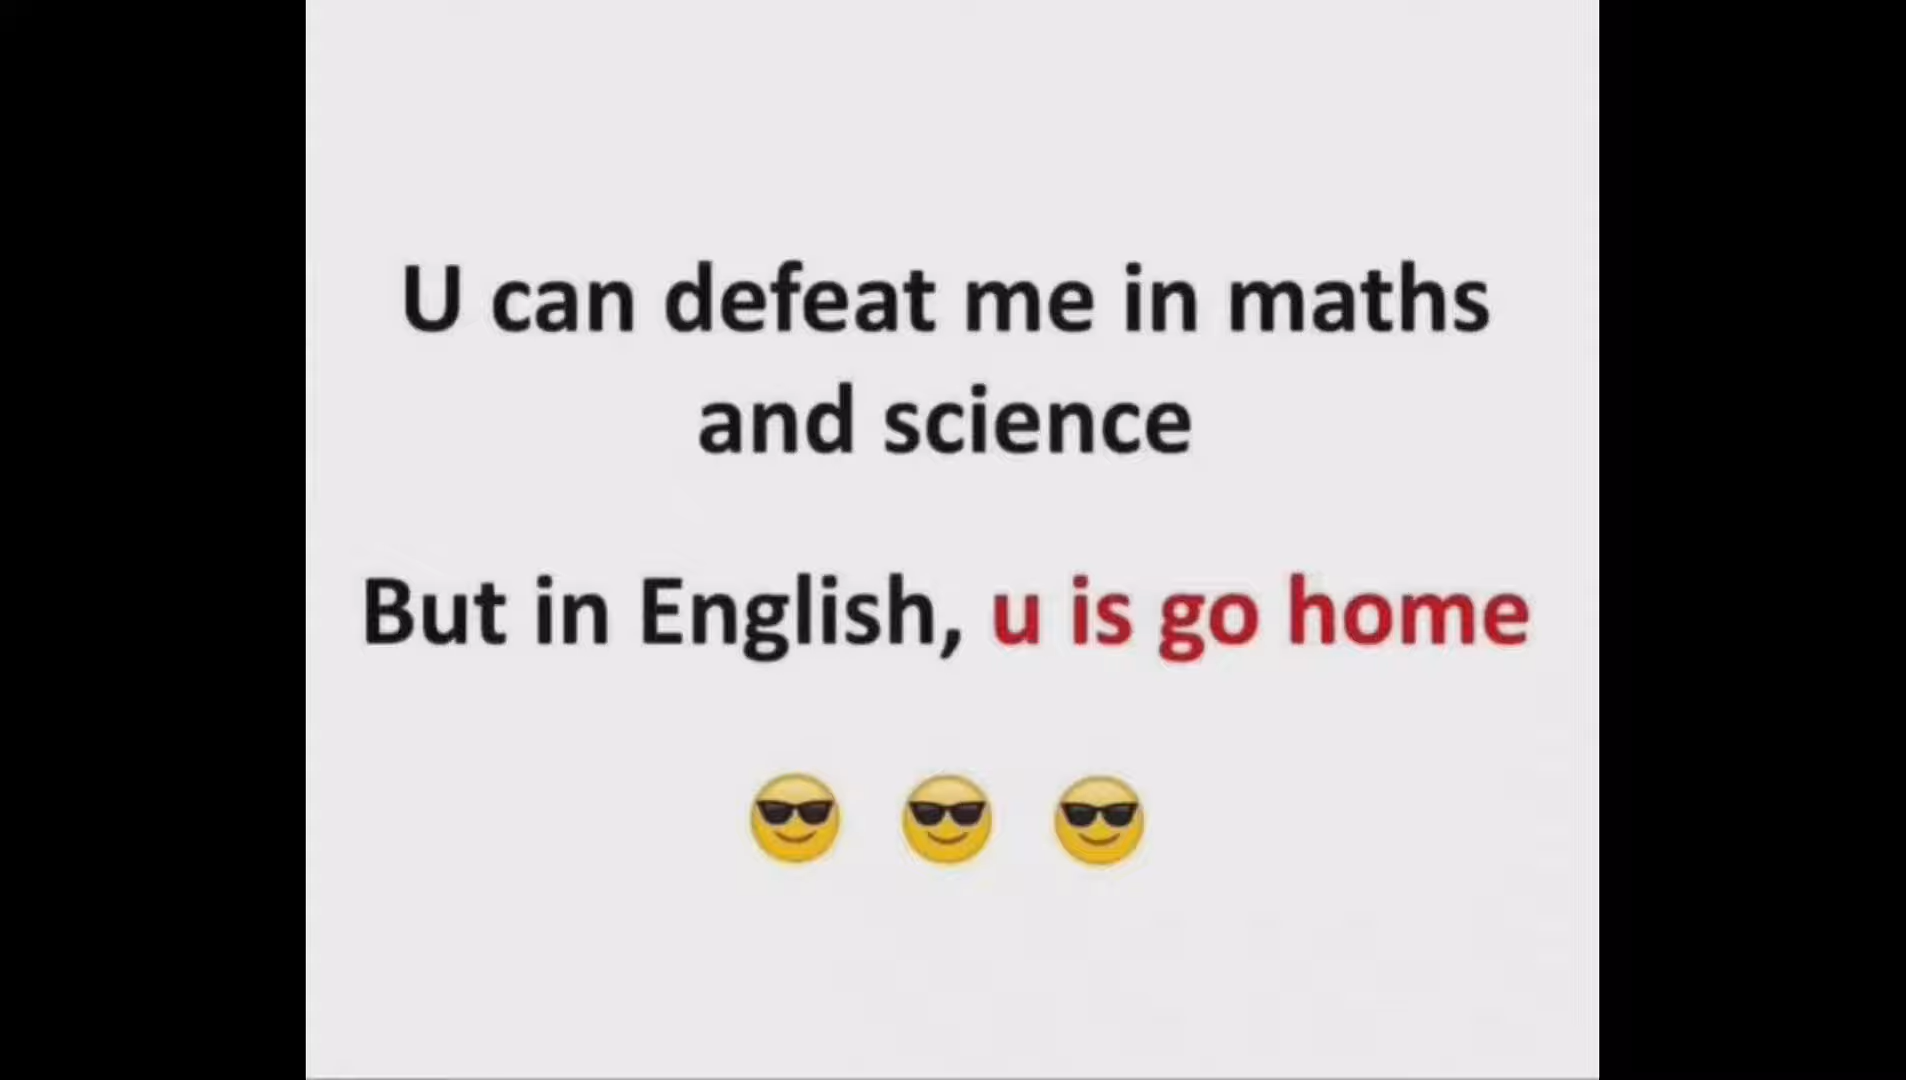 U can defeat me in maths
and science
But in English, u is go home